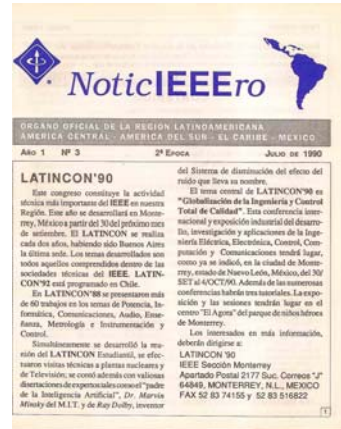 NoticIEEEro
ORGANO OFICIAL DE LA REGION LATINOAMERICANA
AMERICA CENTRAL - AMERICA DEL SUR - EL CARIBE - MEXICO
Año 1 Nº 3 2ª EPOCA JULIO DE 1990
LATINCON'90
Este congreso constituye la actividad
técnica más importante del IEEE en nuestra
Región. Este año se desarrollará en Monte-
rrey, México a partir del 30 del próximo mes
de setiembre. El LATINCON se realiza
cada dos años, habiendo sido Buenos Aires
la última sede. Los temas desarrollados son
todos aquellos comprendidos dentro de las
sociedades técnicas del IEEE. LATIN-
CON'92 está programado en Chile.
En LATINCON'88 se presentaron más
de 60 trabajos en los temas de Potencia, In-
formática, Comunicaciones, Audio, Ense-
ñanza, Metrología e Instrumentación y
Control.
Simultáneamente se desarrolló la reu-
nión del LATINCON Estudiantil, se efec-
tuaron visitas técnicas a plantas nucleares y
de Televisión; se contó además con valiosas
disertaciones de expertos tales como el "padre
de la Inteligencia Artificial", Dr. Marvin
Minsky del M.I.T. y de Ray Dolby, inventor
del Sistema de disminución del efecto del
ruido que lleva su nombre.
El tema central de LATINCON'90 es
"Globalización de la Ingeniería y Control
Total de Calidad". Esta conferencia inter-
nacional y exposición industrial del desarro-
llo, investigación y aplicaciones de la Inge-
niería Eléctrica, Electrónica, Control, Com-
putación y Comunicaciones tendrá lugar,
como ya se indicó, en la ciudad de Monte-
rrey, estado de Nuevo León, México, del 30/
SET al 4/OCT/90. Además de las numerosas
conferencias habrán tres tutoriales. La expo-
sición y las sesiones tendrán lugar en el
centro "El Agora" del parque de niños héroes
de Monterrey.
Los interesados en más información,
deberán dirigirse a:
LATINCON '90
IEEE Sección Monterrey
Apartado Postal 2177 Suc. Correos "J"
64849, MONTERREY, N.L., MEXICO
FAX 52 83 74155 y 52 83 516822
1